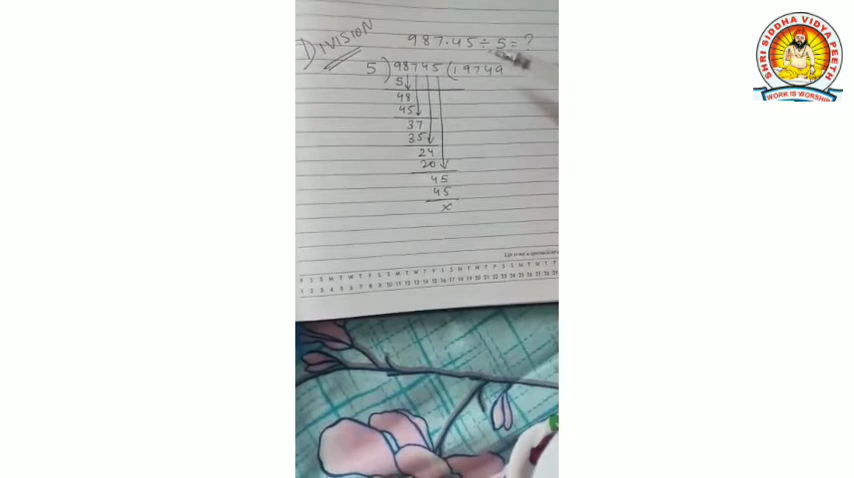 DIVISION
987.45 ÷ 5 = ?
5 ) 98745 ( 19749
5
48
45
37
35
24
20
45
45
x
SHRI SIDDHA VIDYA PEETH
WORK IS WORSHIP